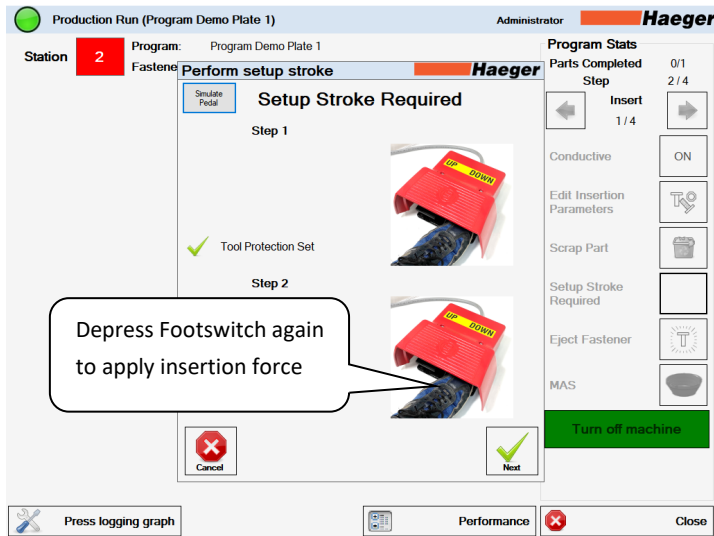 Production Run (Program Demo Plate 1)
Administrator
Haeger
Station
2
Program:
Program Demo Plate 1
Fastene
Perform setup stroke
Haeger
Simulate
Pedal
Setup Stroke Required
Step 1
UP DOWN
Tool Protection Set
Step 2
UP DOWN
Depress Footswitch again
to apply insertion force
Cancel
Next
Program Stats
Parts Completed
0/1
Step
2 / 4
Insert
1 / 4
Conductive
ON
Edit Insertion
Parameters
Scrap Part
Setup Stroke
Required
Eject Fastener
T
MAS
Turn off machine
Press logging graph
Performance
Close